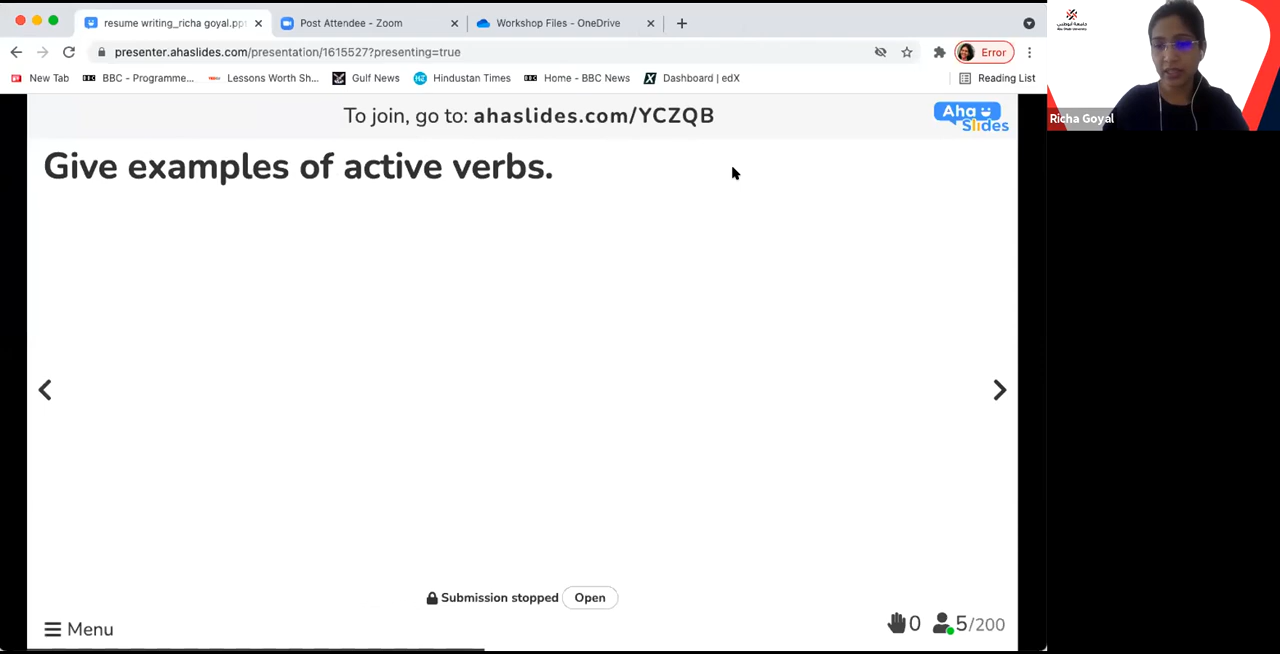 resume writing_richa goyal.pp
Post Attendee - Zoom
Workshop Files - OneDrive
presenter.ahaslides.com/presentation/1615527?presenting=true
Error
New Tab
BBC - Programme...
Lessons Worth Sh...
Gulf News
Hindustan Times
Home - BBC News
Dashboard | edX
Reading List
To join, go to: ahaslides.com/YCZQB
Aha
Slides
Richa Goyal
Give examples of active verbs.
Submission stopped
Open
Menu
0
5/200